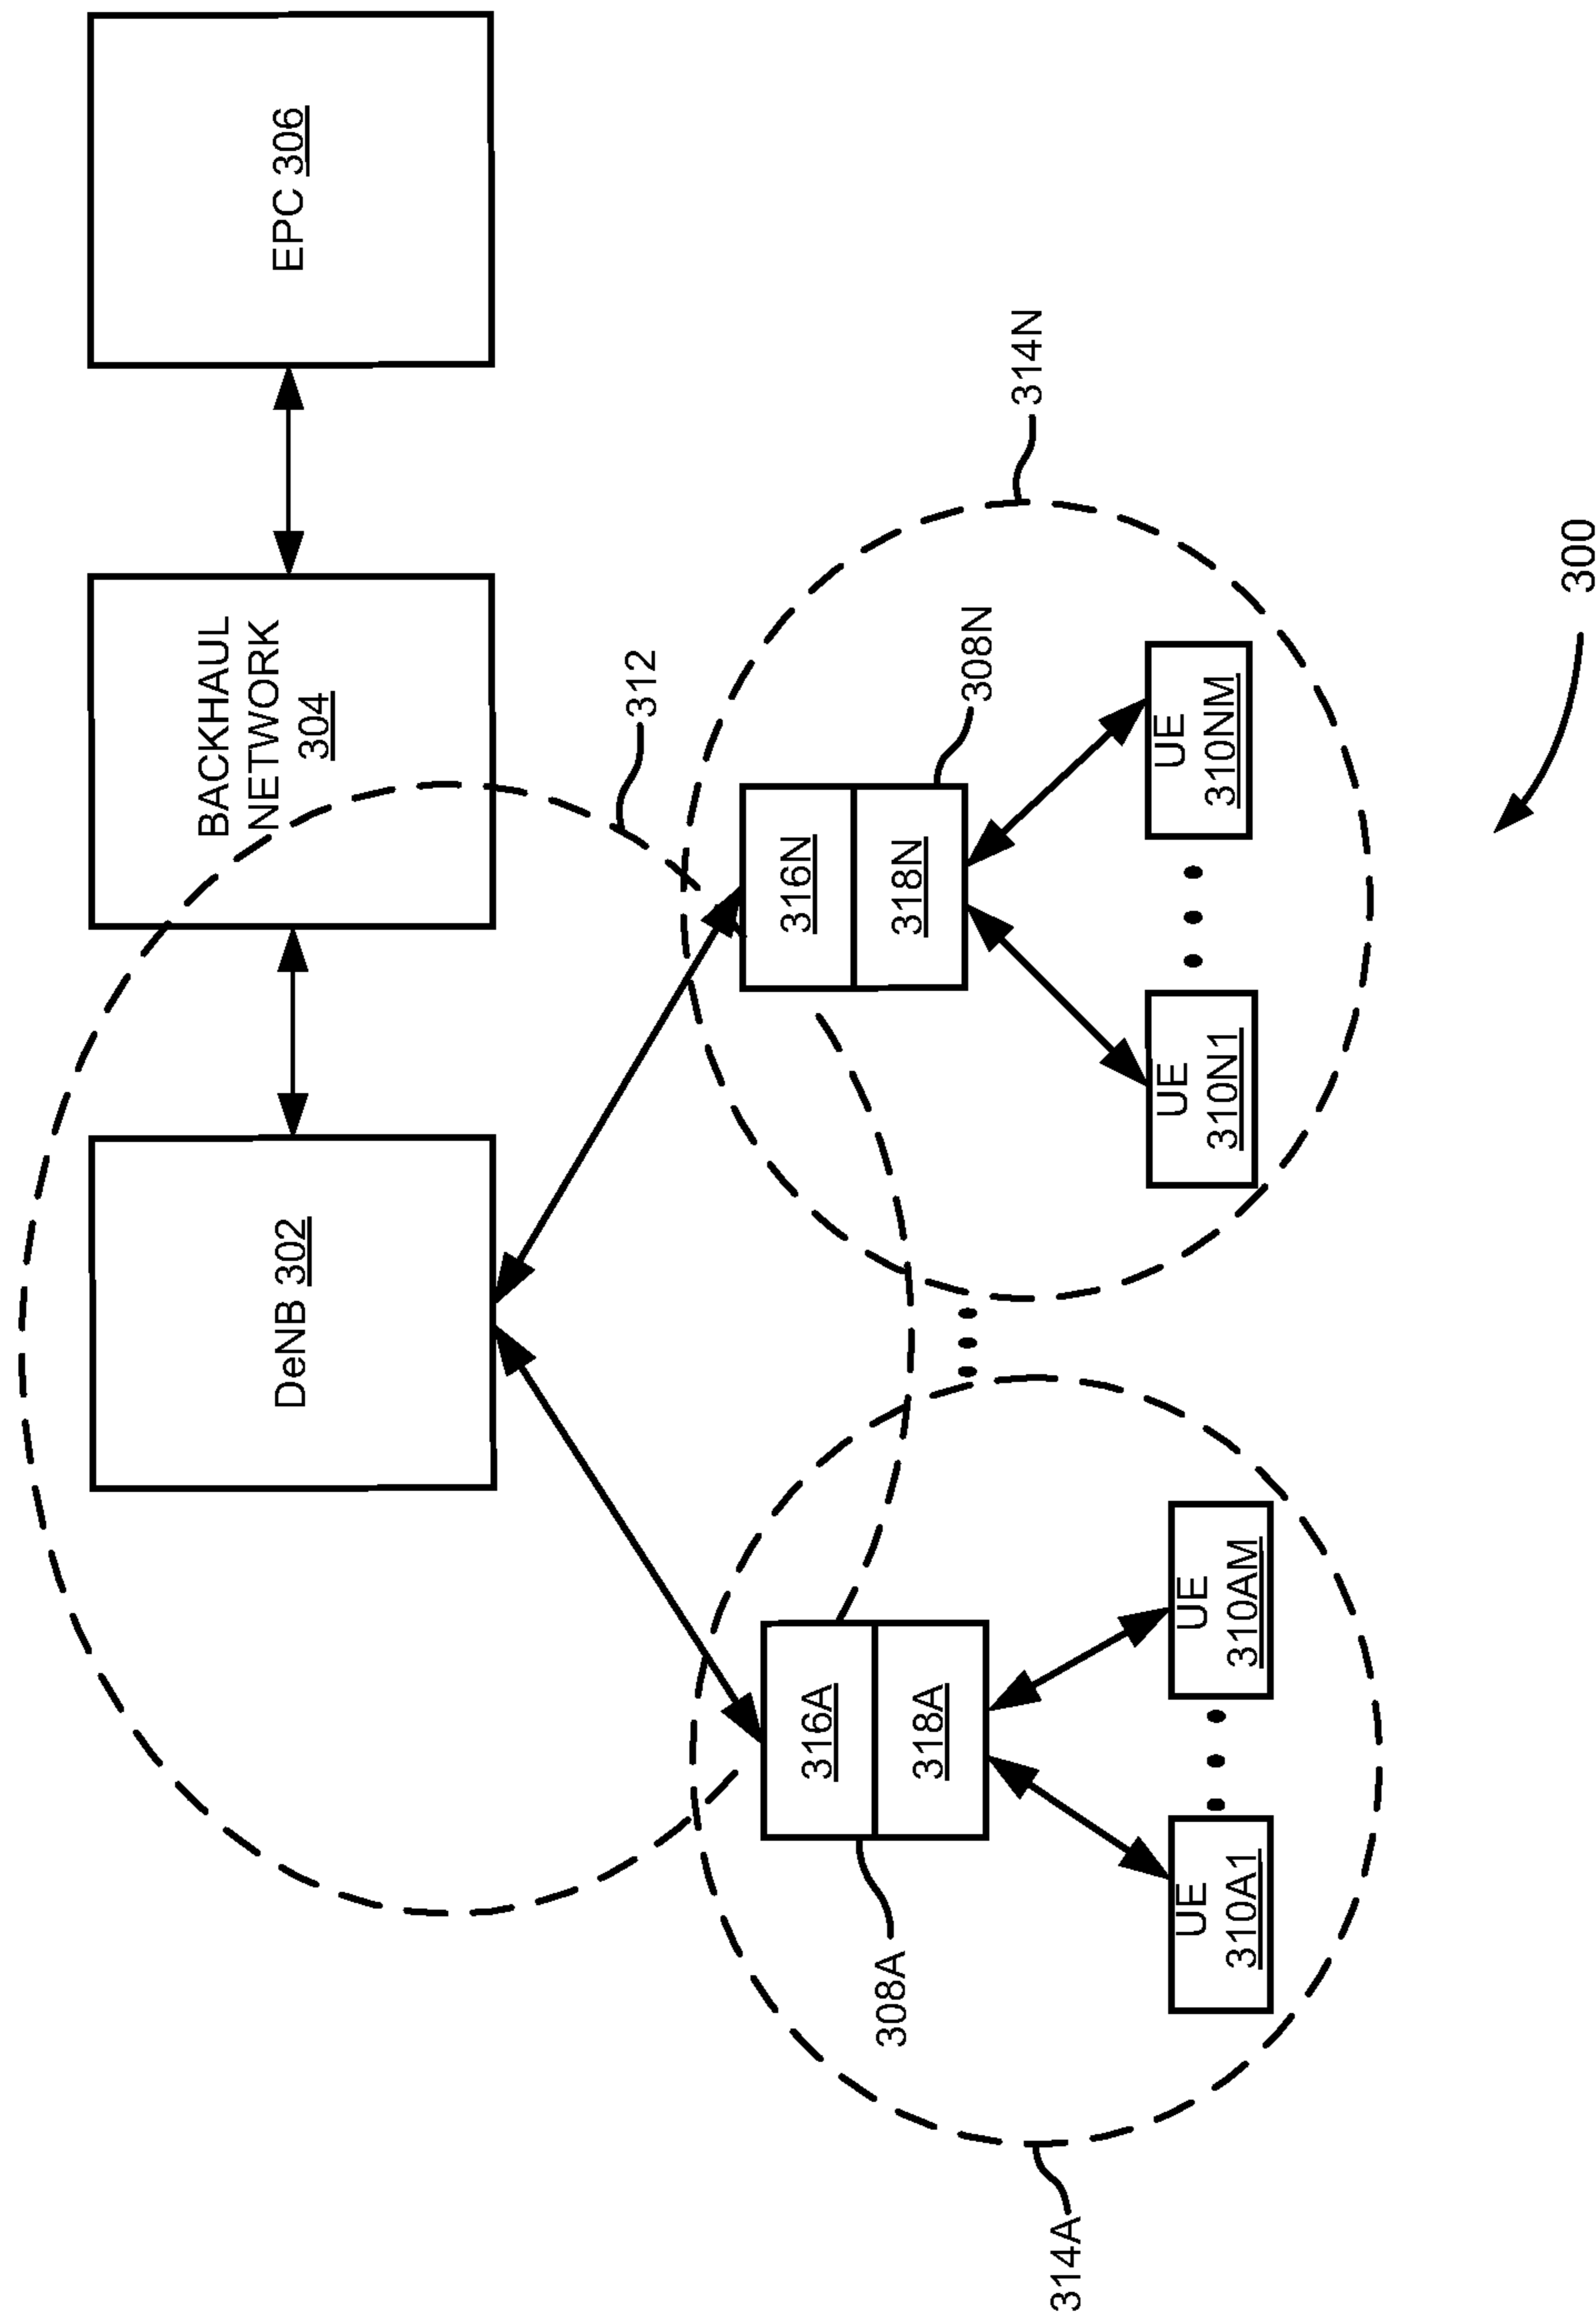 DeNB 302
BACKHAUL
NETWORK
304
EPC 306
312
316A
318A
308A
316N
318N
308N
314N
UE
310A1
UE
310AM
UE
310N1
UE
310NM
314A
300